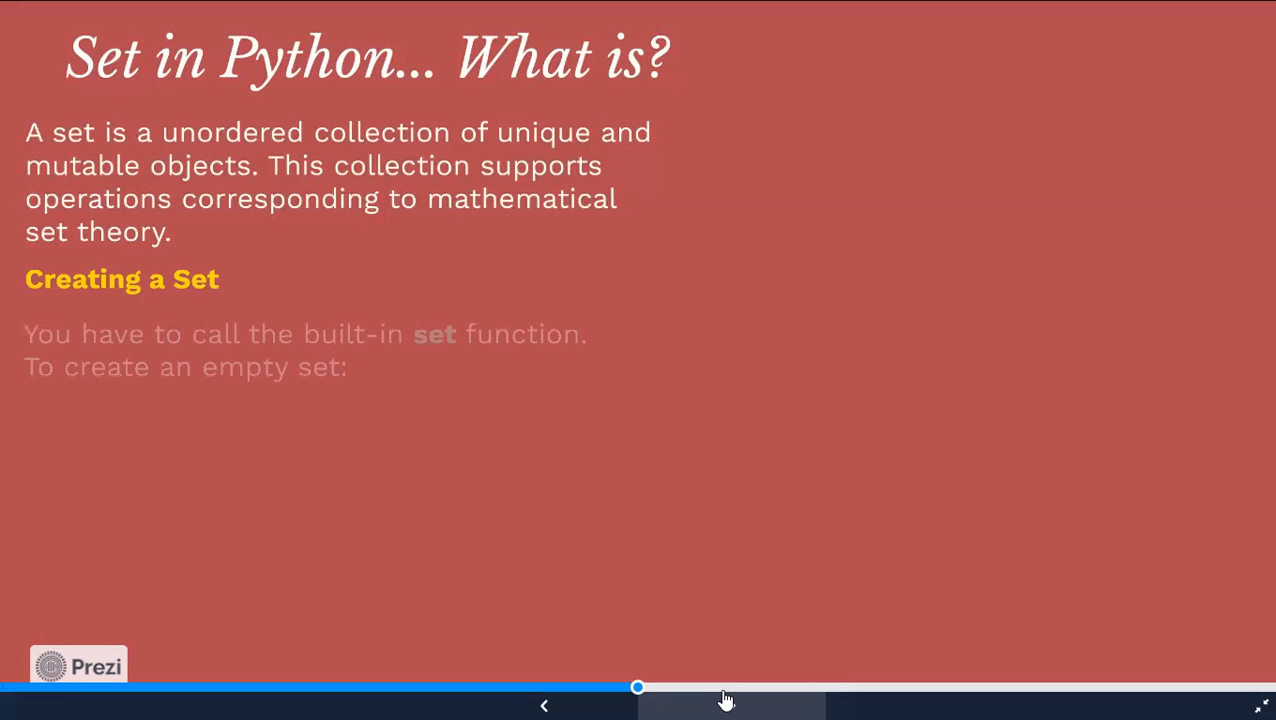 Set in Python... What is?
A set is a unordered collection of unique and
mutable objects. This collection supports
operations corresponding to mathematical
set theory.
Creating a Set
You have to call the built-in set function.
To create an empty set:
Prezi